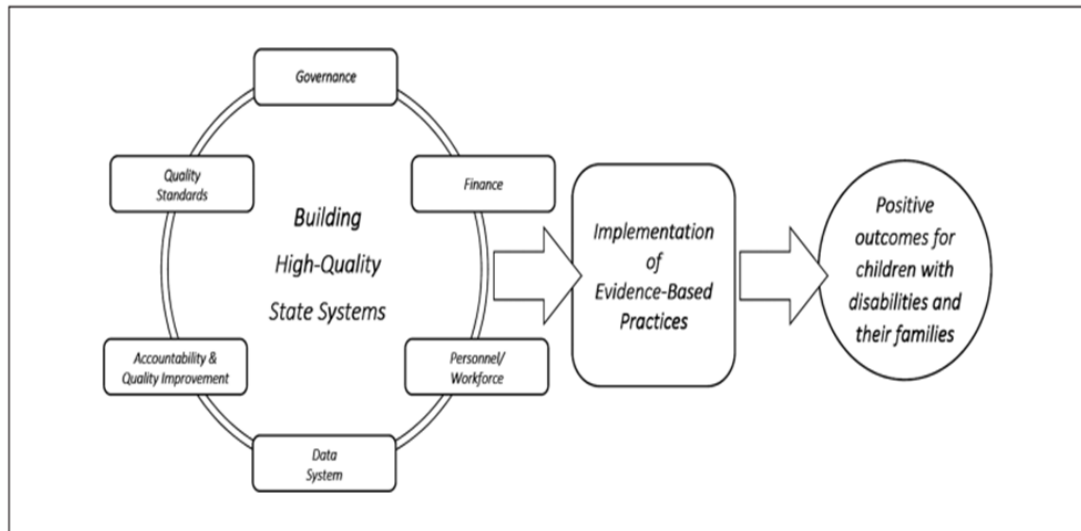 Governance
Quality
Standards
Finance
Building
High-Quality
State Systems
Accountability &
Quality Improvement
Personnel/
Workforce
Data
System
Implementation
of
Evidence-Based
Practices
Positive
outcomes for
children with
disabilities and
their families